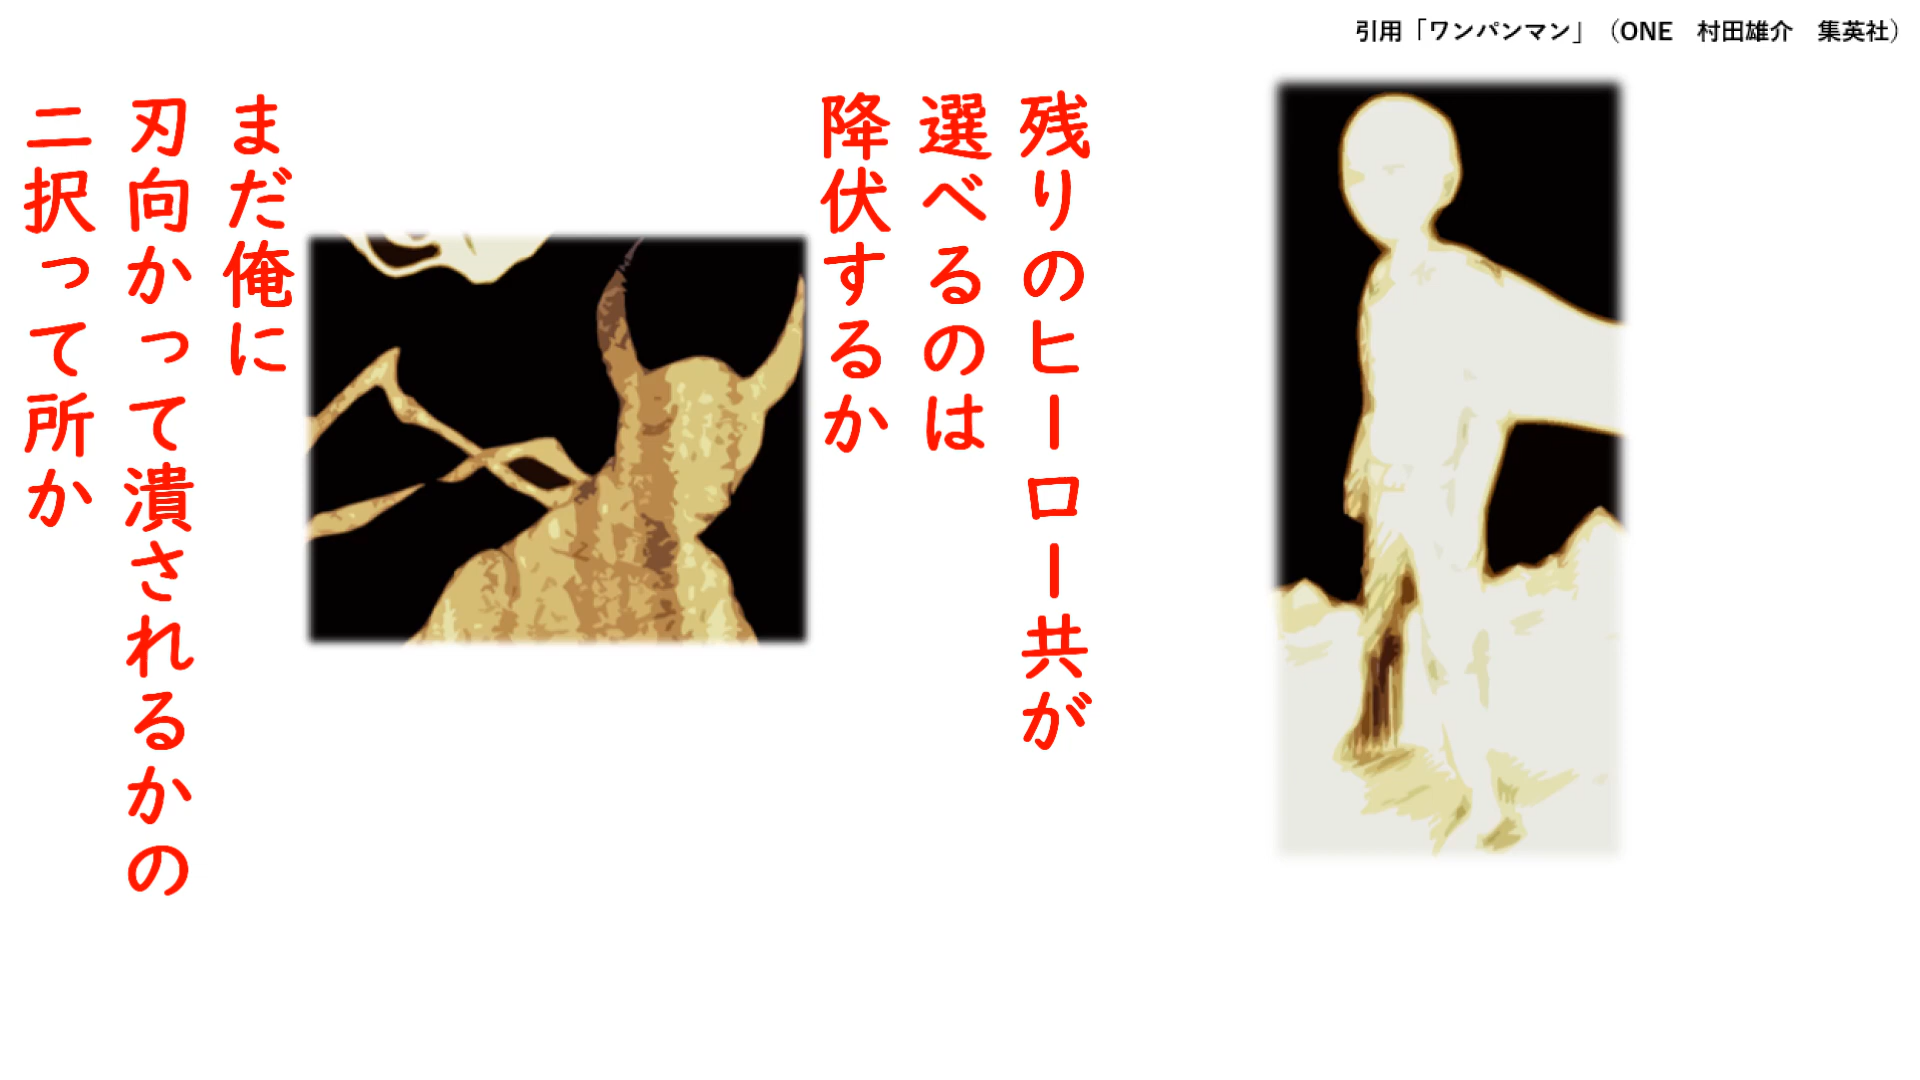 引用「ワンパンマン」（ONE　村田雄介　集英社）
残りのヒーロー共が
選べるのは
降伏するか
まだ俺に
刃向かって潰されるかの
二択って所か